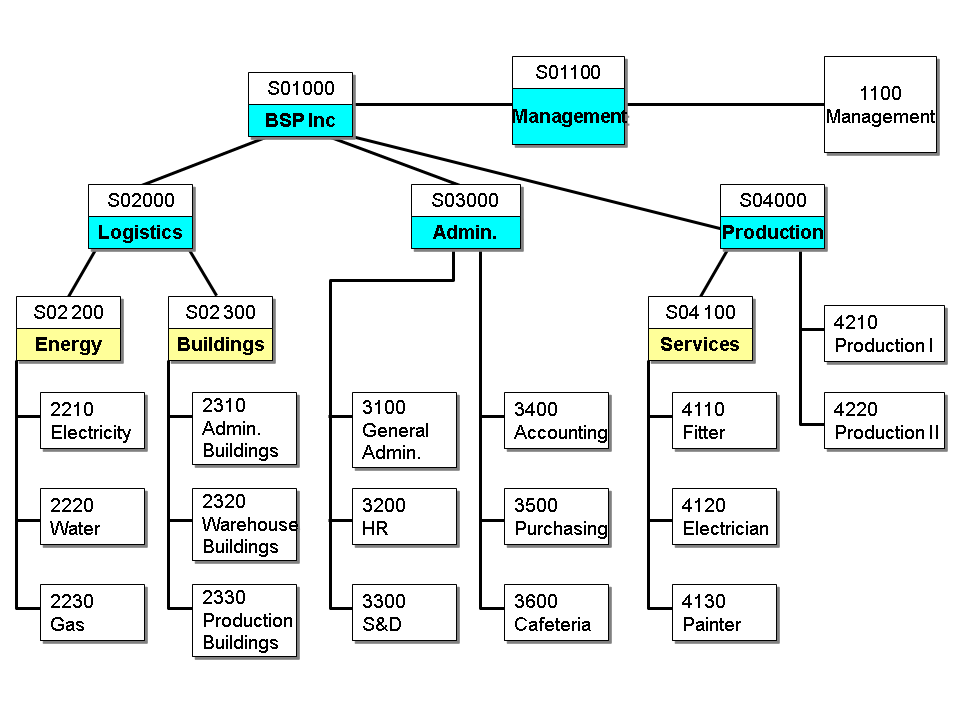 S01000
BSP Inc
S01100
Management
1100
Management
S02000
Logistics
S03000
Admin.
S04000
Production
S02 200
Energy
S02 300
Buildings
S04 100
Services
4210
Production I
4220
Production II
2210
Electricity
2220
Water
2230
Gas
2310
Admin.
Buildings
2320
Warehouse
Buildings
2330
Production
Buildings
3100
General
Admin.
3200
HR
3300
S&D
3400
Accounting
3500
Purchasing
3600
Cafeteria
4110
Fitter
4120
Electrician
4130
Painter